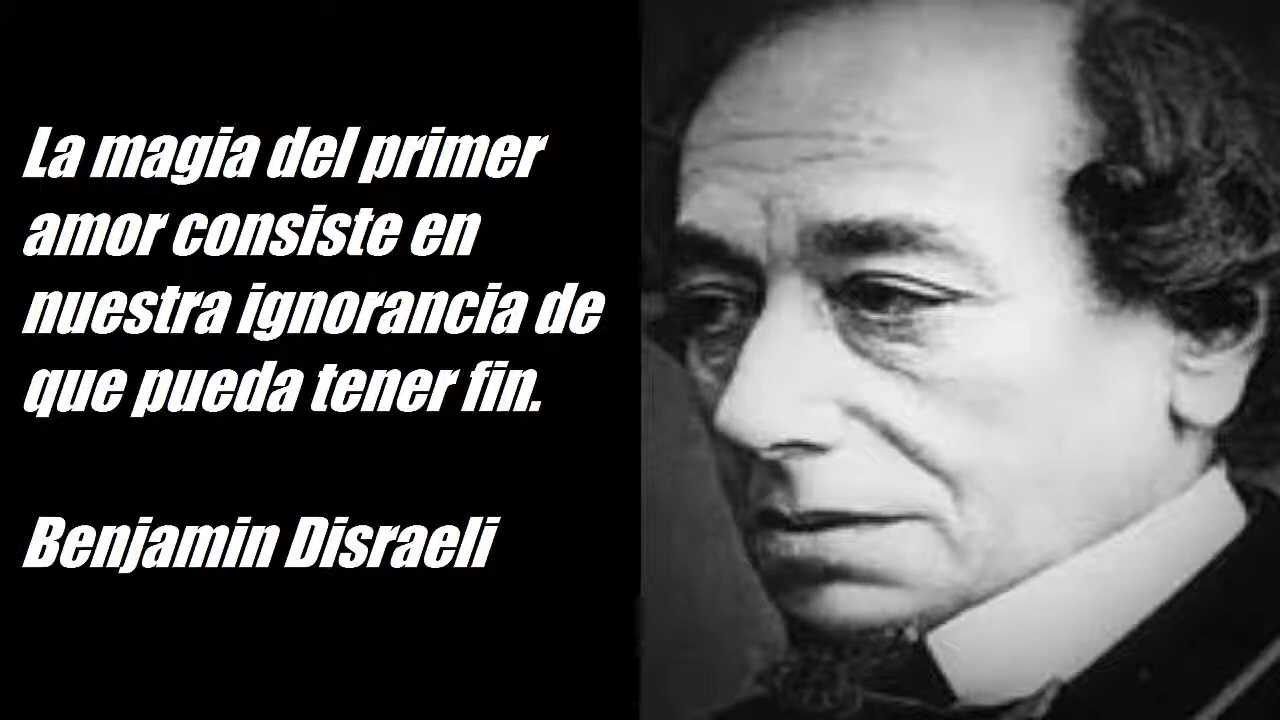 La magia del primer
amor consiste en
nuestra ignorancia de
que pueda tener fin.
Benjamin Disraeli